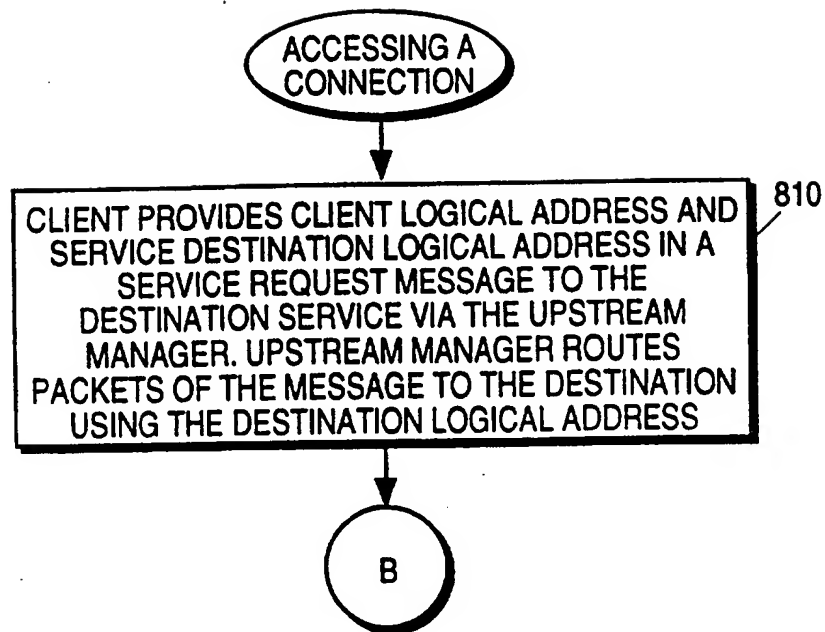 ACCESSING A
CONNECTION
810
CLIENT PROVIDES CLIENT LOGICAL ADDRESS AND
SERVICE DESTINATION LOGICAL ADDRESS IN A
SERVICE REQUEST MESSAGE TO THE
DESTINATION SERVICE VIA THE UPSTREAM
MANAGER. UPSTREAM MANAGER ROUTES
PACKETS OF THE MESSAGE TO THE DESTINATION
USING THE DESTINATION LOGICAL ADDRESS
B